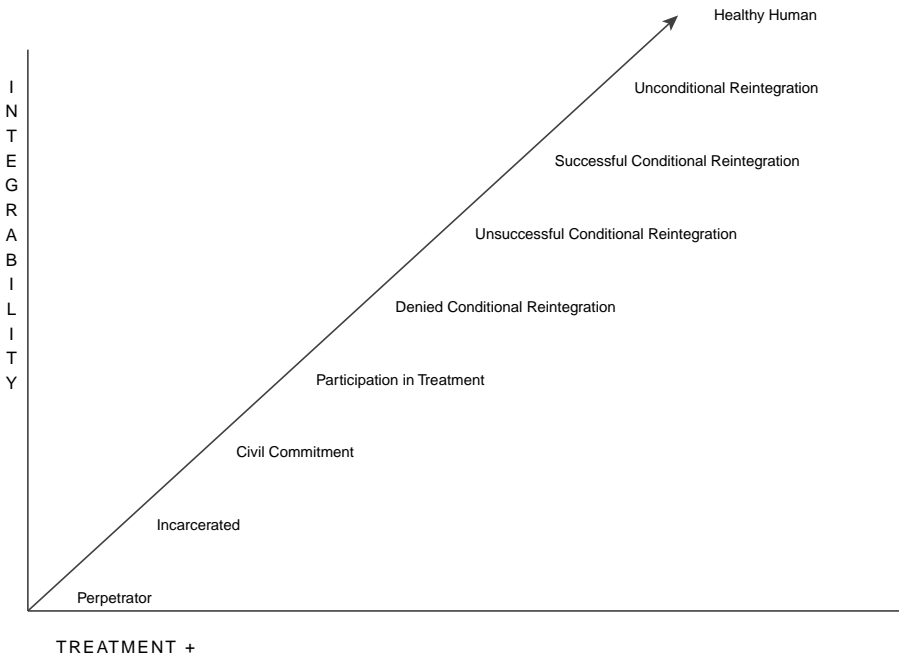 Healthy Human
Unconditional Reintegration
Successful Conditional Reintegration
Unsuccessful Conditional Reintegration
Denied Conditional Reintegration
Participation in Treatment
Civil Commitment
Incarcerated
Perpetrator
INTEGRABILITY
TREATMENT +